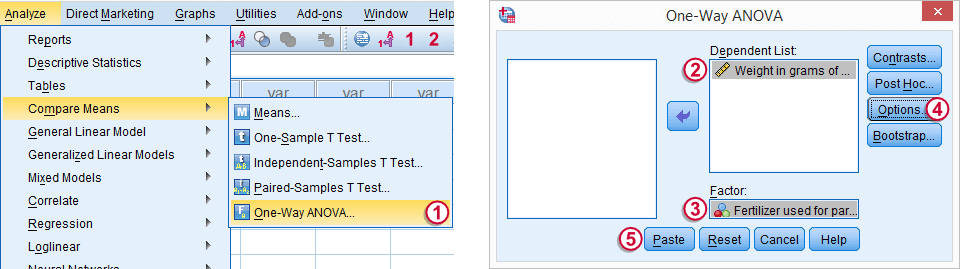 Analyze Direct Marketing Graphs Utilities Add-ons Window Help
1 2
Reports
Descriptive Statistics
Tables
var var var
Compare Means
General Linear Model
Generalized Linear Models
Mixed Models
Correlate
Regression
Loglinear
Neural Networks
M Means...
t One-Sample T Test...
Independent-Samples T Test...
Paired-Samples T Test...
One-Way ANOVA... 1
One-Way ANOVA
Dependent List:
2 Weight in grams of ...
Contrasts...
Post Hoc...
Options... 4
Bootstrap...
Factor:
3 Fertilizer used for par...
5 Paste Reset Cancel Help